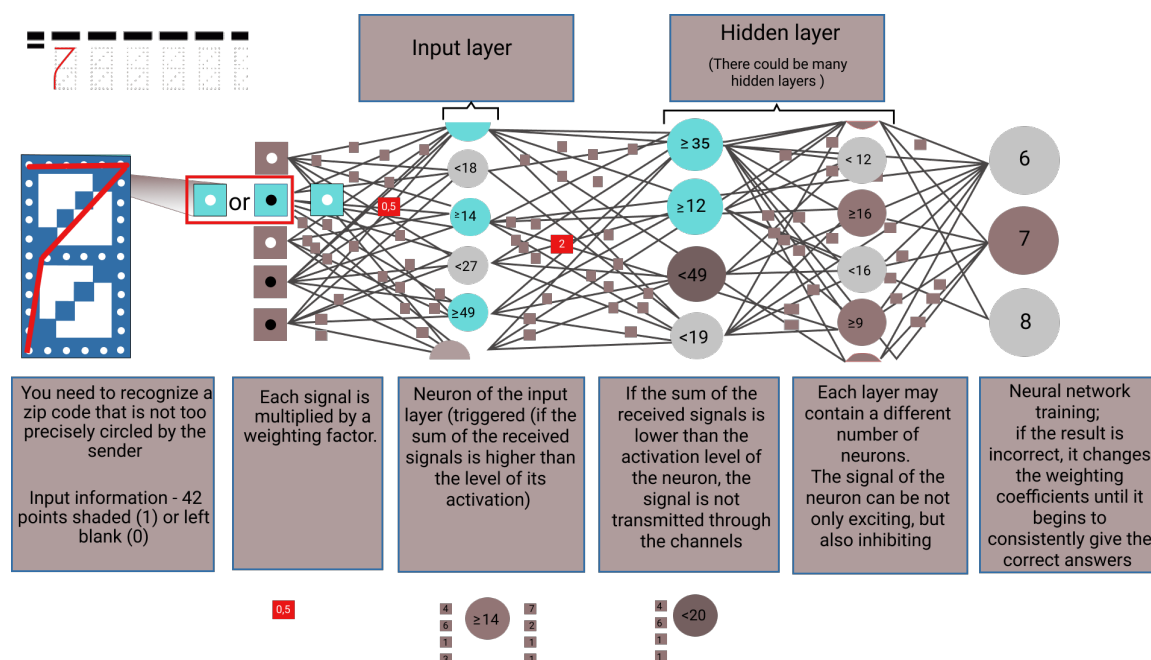 Input layer
Hidden layer
(There could be many
hidden layers )
or
0,5
2
<18
≥14
<27
≥49
≥ 35
≥12
<49
<19
< 12
≥16
<16
≥9
6
7
8
You need to recognize a
zip code that is not too
precisely circled by the
sender
Input information - 42
points shaded (1) or left
blank (0)
Each signal is
multiplied by a
weighting factor.
Neuron of the input
layer (triggered (if the
sum of the received
signals is higher than
the level of its
activation)
If the sum of the
received signals is
lower than the
activation level of
the neuron, the
signal is not
transmitted through
the channels
Each layer may
contain a different
number of
neurons.
The signal of the
neuron can be not
only exciting, but
also inhibiting
Neural network
training;
if the result is
incorrect, it changes
the weighting
coefficients until it
begins to
consistently give the
correct answers
0,5
4
6
1
≥14
7
2
1
1
4
6
1
1
<20